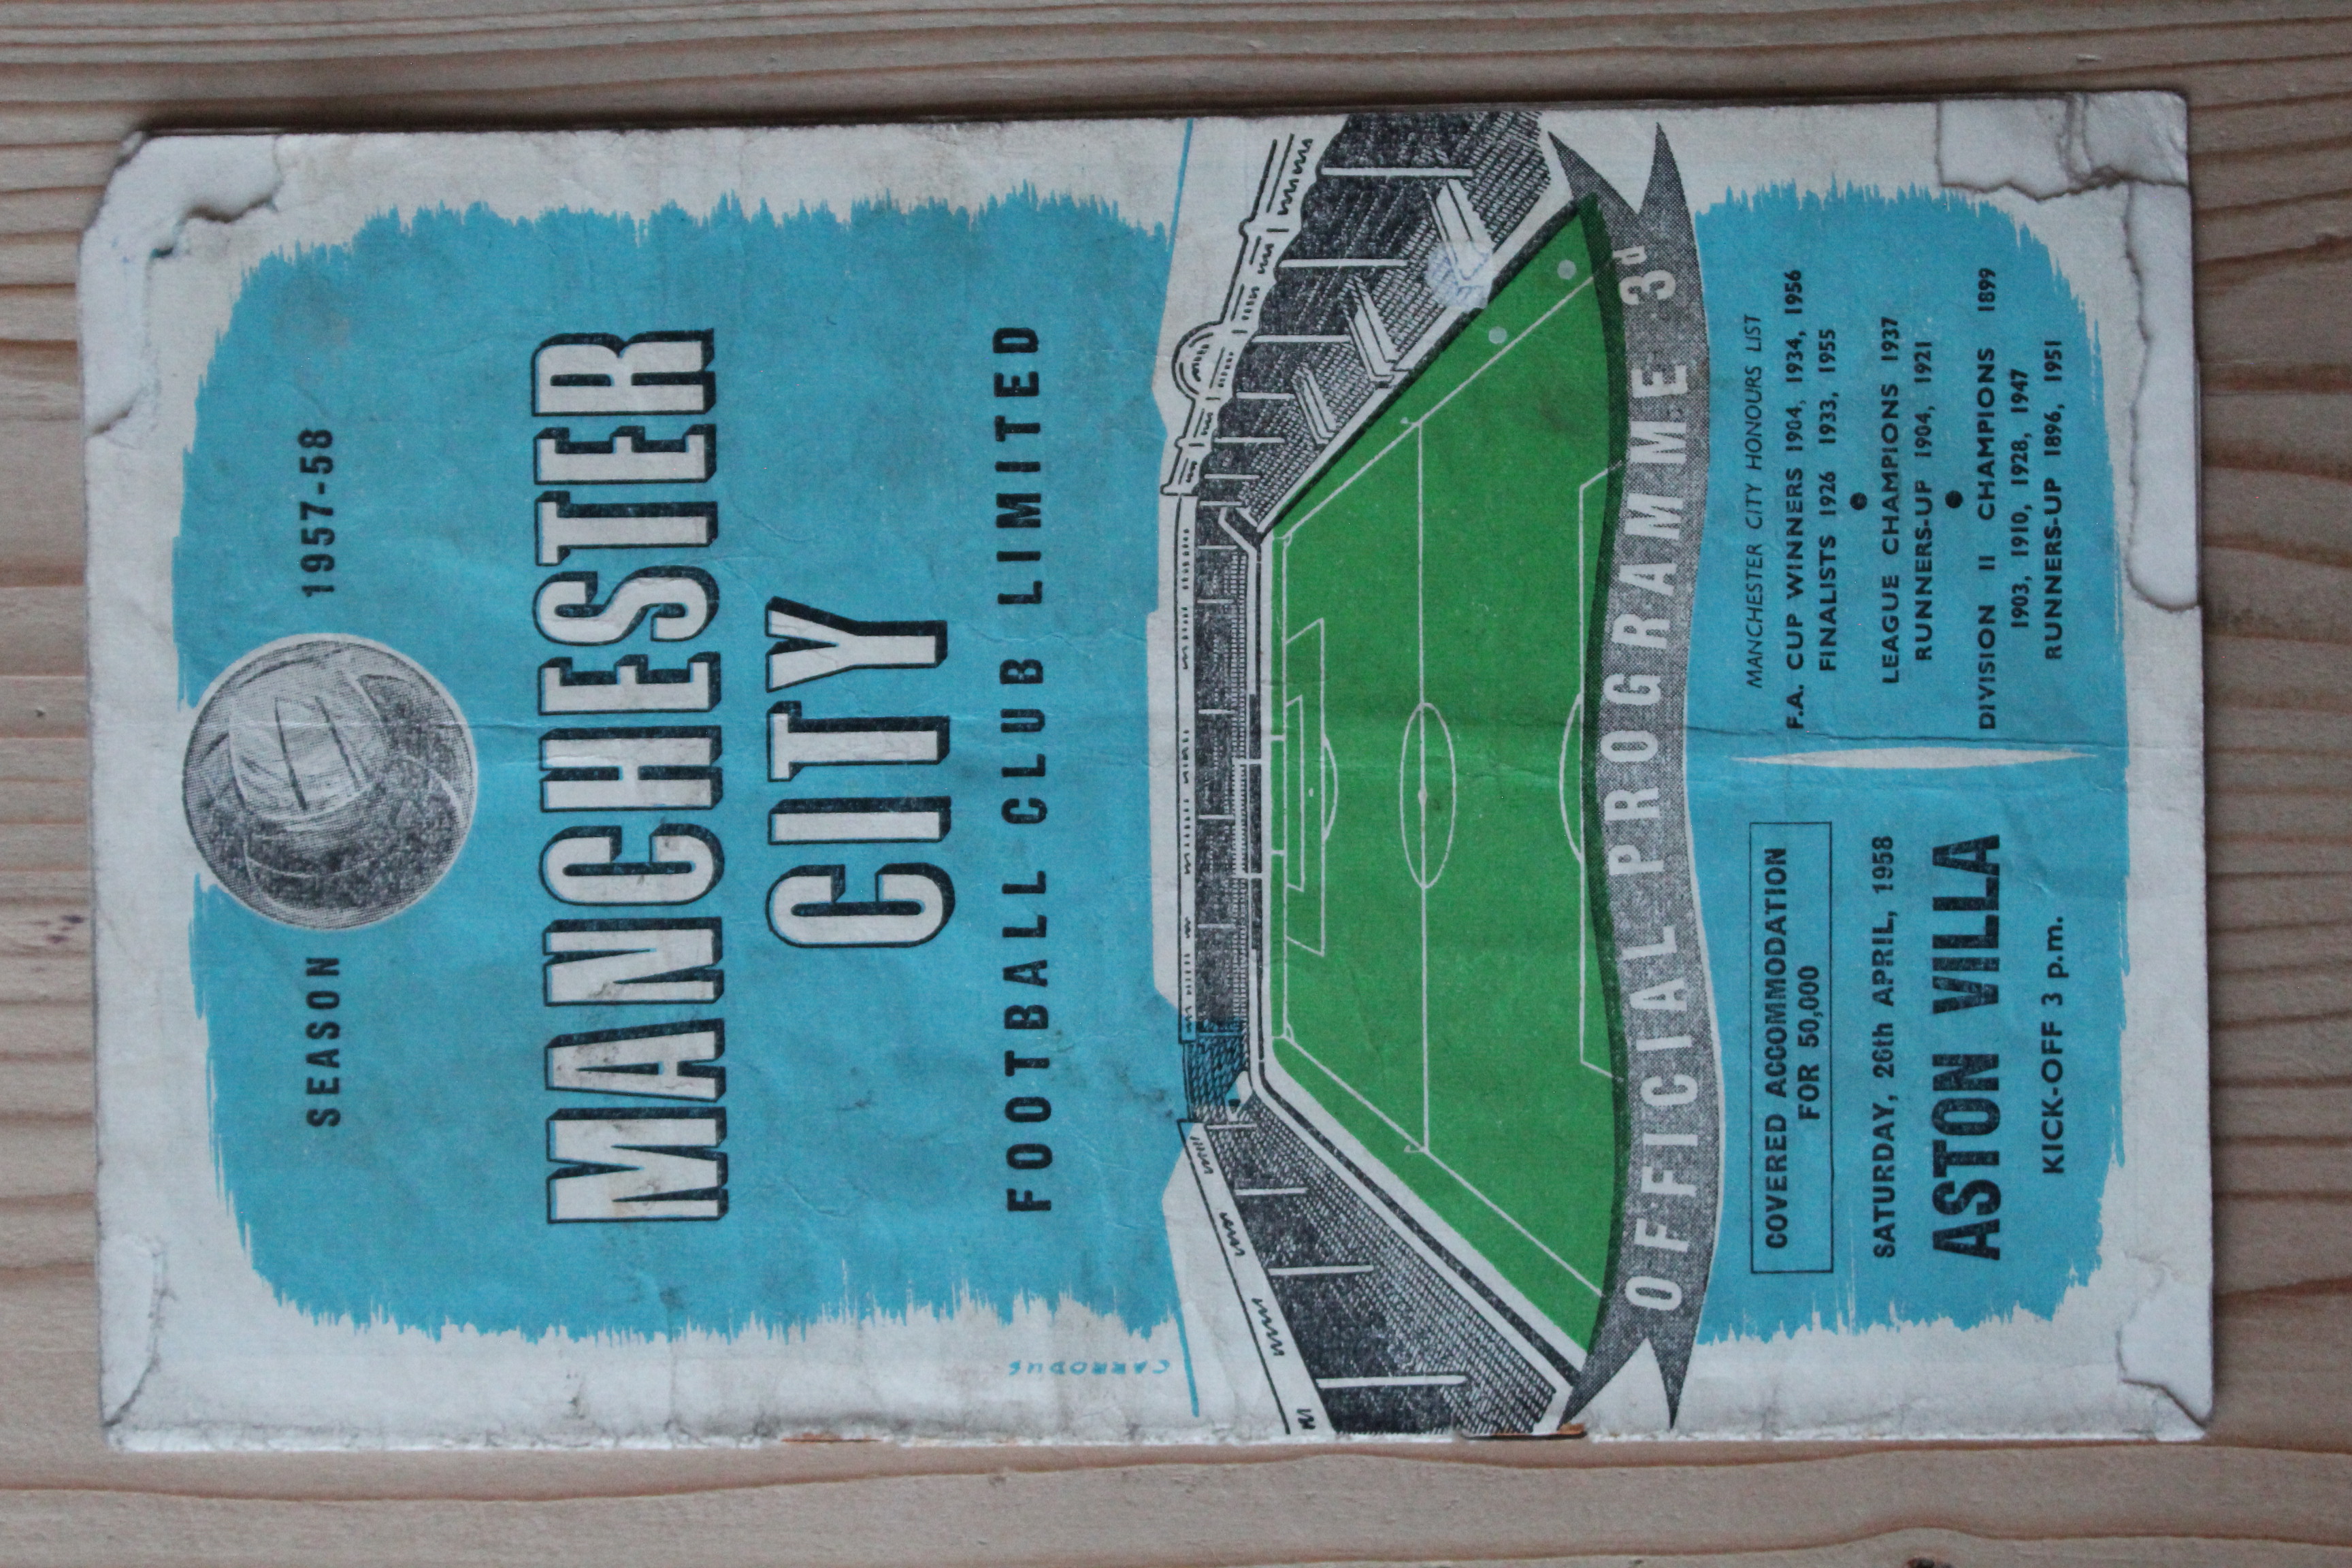 SEASON 1957-58
MANCHESTER
CITY
FOOTBALL CLUB LIMITED
CARRODUS
OFFICIAL PROGRAMME 3d
COVERED ACCOMMODATION
FOR 50,000
SATURDAY, 26th APRIL, 1958
ASTON VILLA
KICK-OFF 3 p.m.
MANCHESTER CITY HONOURS LIST
F.A. CUP WINNERS 1904, 1934, 1956
FINALISTS 1926 1933, 1955
LEAGUE CHAMPIONS 1937
RUNNERS-UP 1904, 1921
DIVISION II CHAMPIONS 1899
1903, 1910, 1928, 1947
RUNNERS-UP 1896, 1951